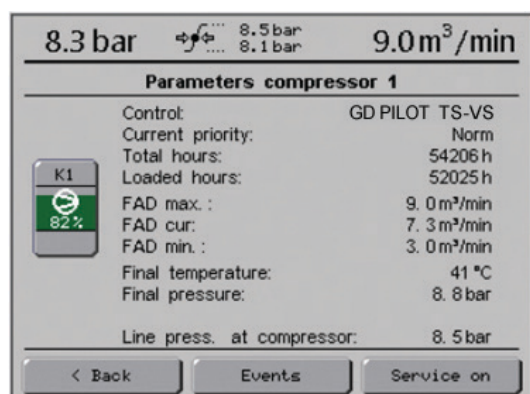 8.3 bar 8.5 bar 9.0 m³/min
8.1 bar
Parameters compressor 1
Control: GD PILOT TS-VS
Current priority: Norm
Total hours: 54206 h
Loaded hours: 52025 h
K1
82%
FAD max. : 9.0 m³/min
FAD cur: 7.3 m³/min
FAD min. : 3.0 m³/min
Final temperature: 41 °C
Final pressure: 8.8 bar
Line press. at compressor: 8.5 bar
< Back Events Service on